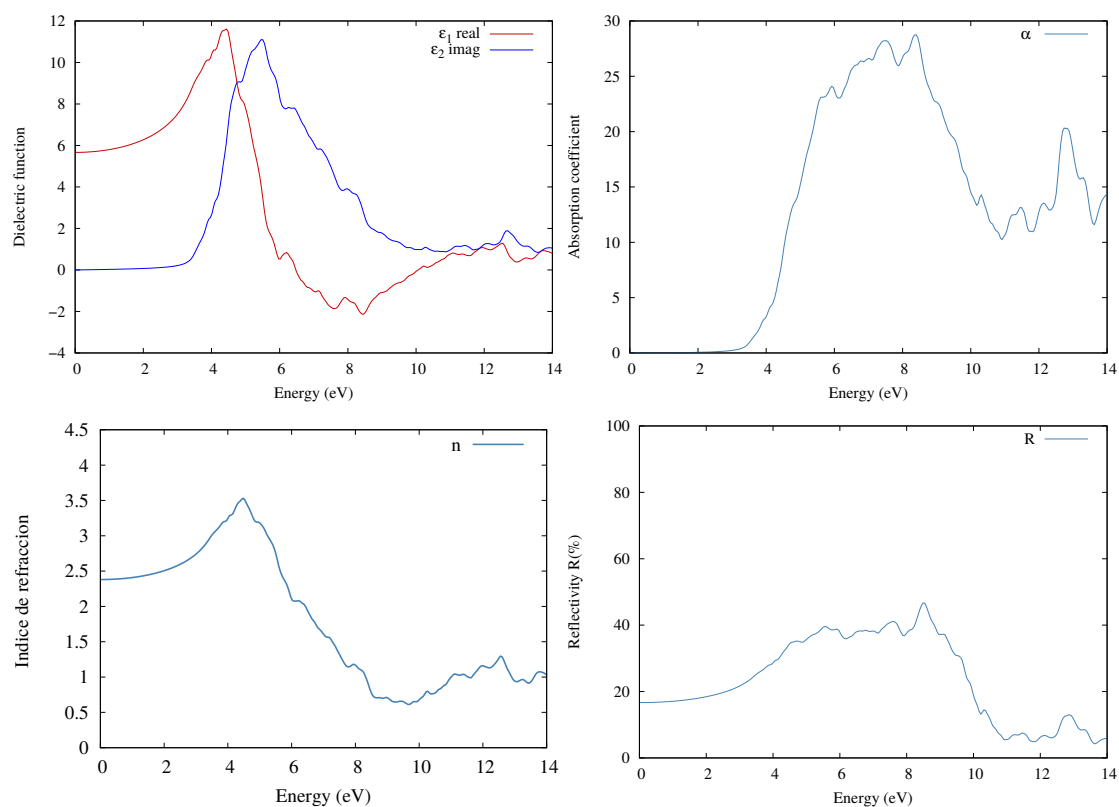 12
10
8
6
4
2
0
−2
−4
Dielectric function
ε1 real
ε2 imag
0 2 4 6 8 10 12 14
Energy (eV)
30
25
20
15
10
5
0
Absorption coefficient
α
0 2 4 6 8 10 12 14
Energy (eV)
4.5
4
3.5
3
2.5
2
1.5
1
0.5
0
Indice de refraccion
n
0 2 4 6 8 10 12 14
Energy (eV)
100
80
60
40
20
0
Reflectivity R(%)
R
0 2 4 6 8 10 12 14
Energy (eV)